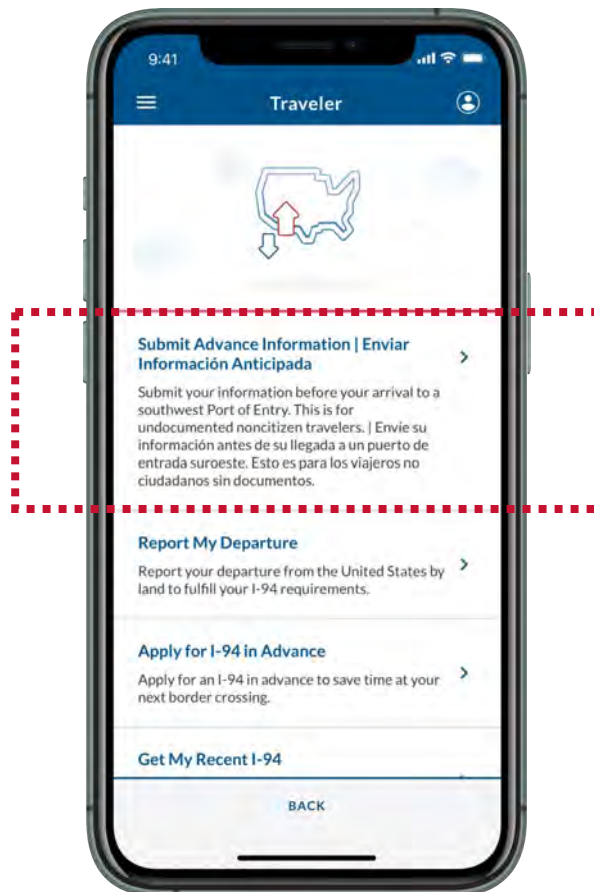 9:41
Traveler
Submit Advance Information | Enviar
Información Anticipada
Submit your information before your arrival to a
southwest Port of Entry. This is for
undocumented noncitizen travelers. | Envíe su
información antes de su llegada a un puerto de
entrada suroeste. Esto es para los viajeros no
ciudadanos sin documentos.
Report My Departure
Report your departure from the United States by
land to fulfill your I-94 requirements.
Apply for I-94 in Advance
Apply for an I-94 in advance to save time at your
next border crossing.
Get My Recent I-94
BACK